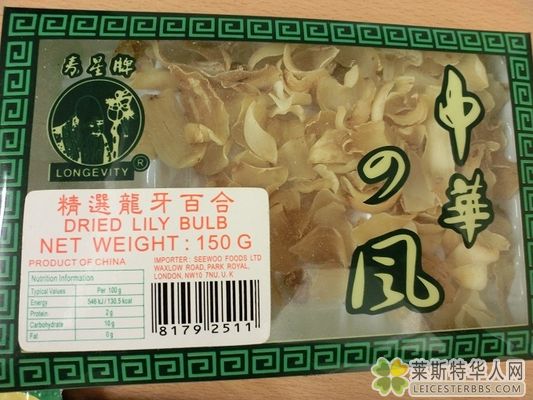 寿星牌
LONGEVITY ®
中華の風
精選龍牙百合
DRIED LILY BULB
NET WEIGHT: 150 G
PRODUCT OF CHINA
IMPORTER: SEEWOO FOODS LTD
WAXLOW ROAD, PARK ROYAL,
LONDON, NW10 7NU, U.K
Nutrition Information
Typical Values Per 100g
Energy 546 kJ / 130.5 kcal
Protein 2g
Carbohydrate 10g
Fat 0g
8179 2511
莱斯特华人网
LEICESTERBBS.COM